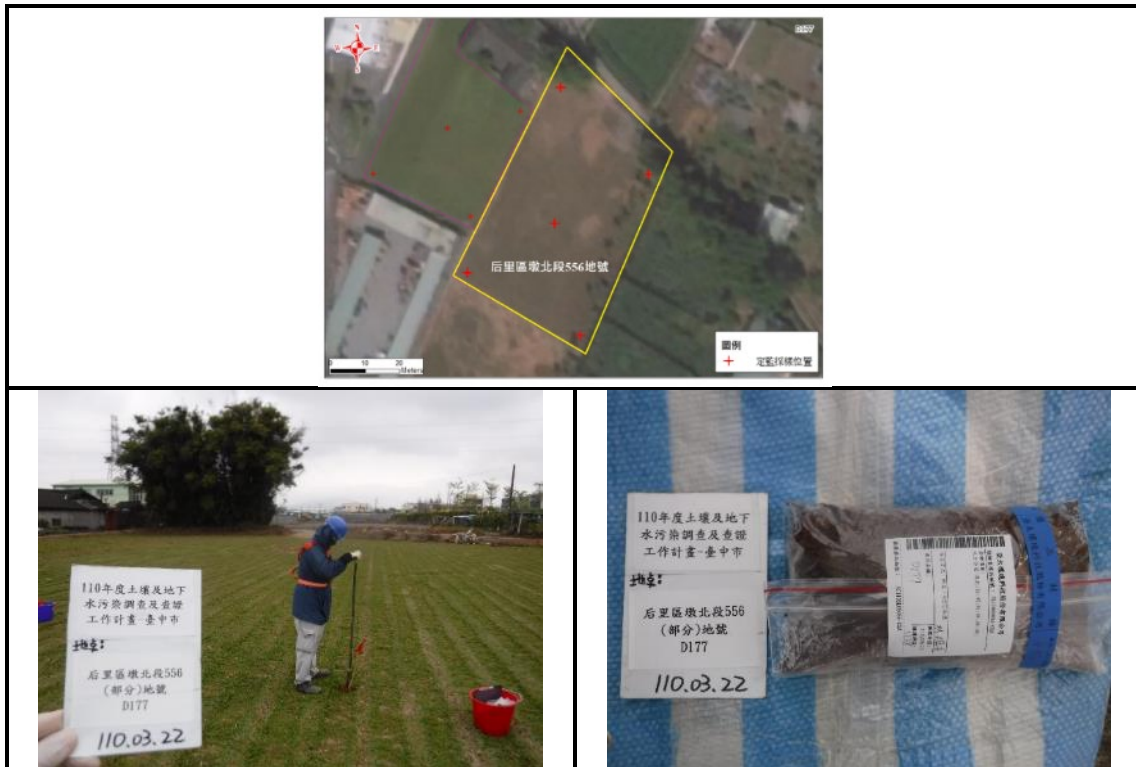 D177
N
W
E
S
后里區墩北段556地號
圖例
定監採樣位置
0 10 20
Meters
110年度土壤及地下
水污染調查及查證
工作計畫-臺中市
地點:
后里區墩北段556
(部分)地號
D177
110.03.22
110年度土壤及地下
水污染調查及查證
工作計畫-臺中市
地點:
后里區墩北段556
(部分)地號
D177
110.03.22